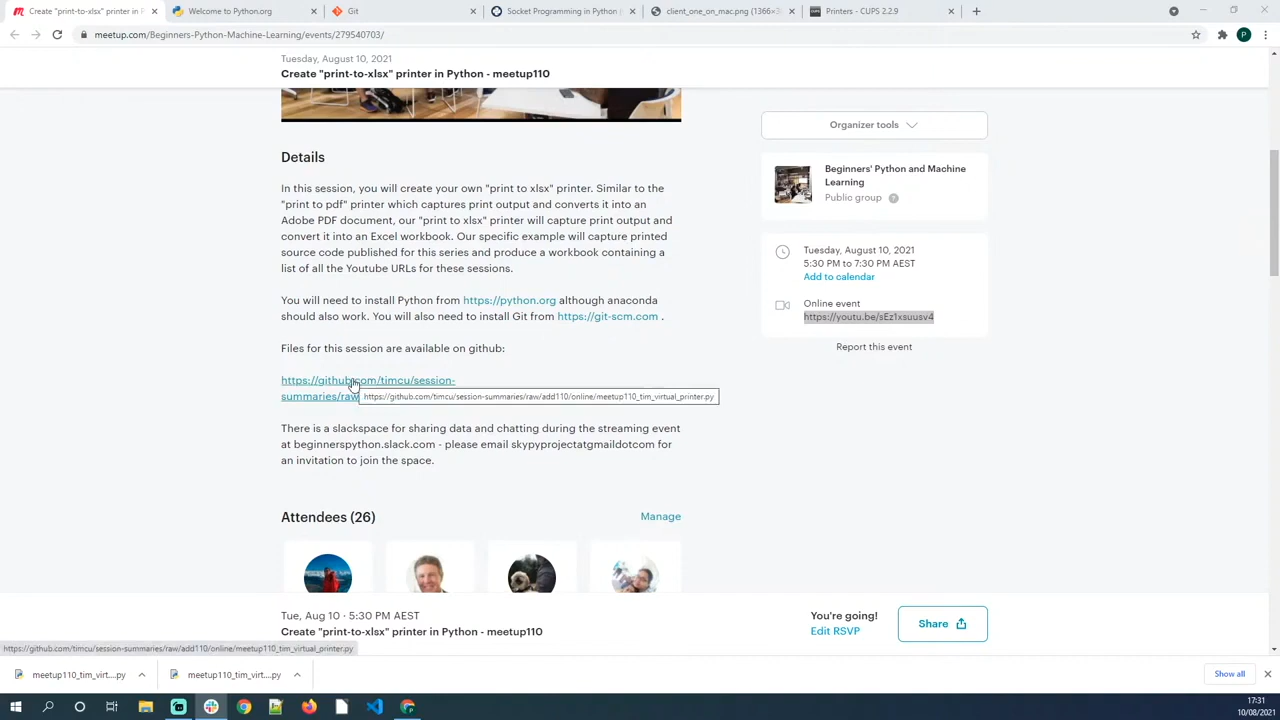 Create "print-to-xlsx" printer in P
Welcome to Python.org
Git
Socket Programming in Python
client_one_on_mac.png (1366×3
Printers - CUPS 2.2.9
meetup.com/Beginners-Python-Machine-Learning/events/279540703/
P
Tuesday, August 10, 2021
Create "print-to-xlsx" printer in Python - meetup110
Organizer tools
Details
Beginners' Python and Machine
Learning
Public group ?
In this session, you will create your own "print to xlsx" printer. Similar to the
"print to pdf" printer which captures print output and converts it into an
Adobe PDF document, our "print to xlsx" printer will capture print output and
convert it into an Excel workbook. Our specific example will capture printed
source code published for this series and produce a workbook containing a
list of all the Youtube URLs for these sessions.
Tuesday, August 10, 2021
5:30 PM to 7:30 PM AEST
Add to calendar
Online event
https://youtu.be/sEz1xsuusv4
Report this event
You will need to install Python from https://python.org although anaconda
should also work. You will also need to install Git from https://git-scm.com .
Files for this session are available on github:
https://github.com/timcu/session-
summaries/raw
https://github.com/timcu/session-summaries/raw/add110/online/meetup110_tim_virtual_printer.py
There is a slackspace for sharing data and chatting during the streaming event
at beginnerspython.slack.com - please email skypyprojectatgmaildotcom for
an invitation to join the space.
Attendees (26)
Manage
Tue, Aug 10 · 5:30 PM AEST
Create "print-to-xlsx" printer in Python - meetup110
You're going!
Edit RSVP
Share
https://github.com/timcu/session-summaries/raw/add110/online/meetup110_tim_virtual_printer.py
meetup110_tim_virt....py
meetup110_tim_virt....py
Show all
17:31
10/08/2021